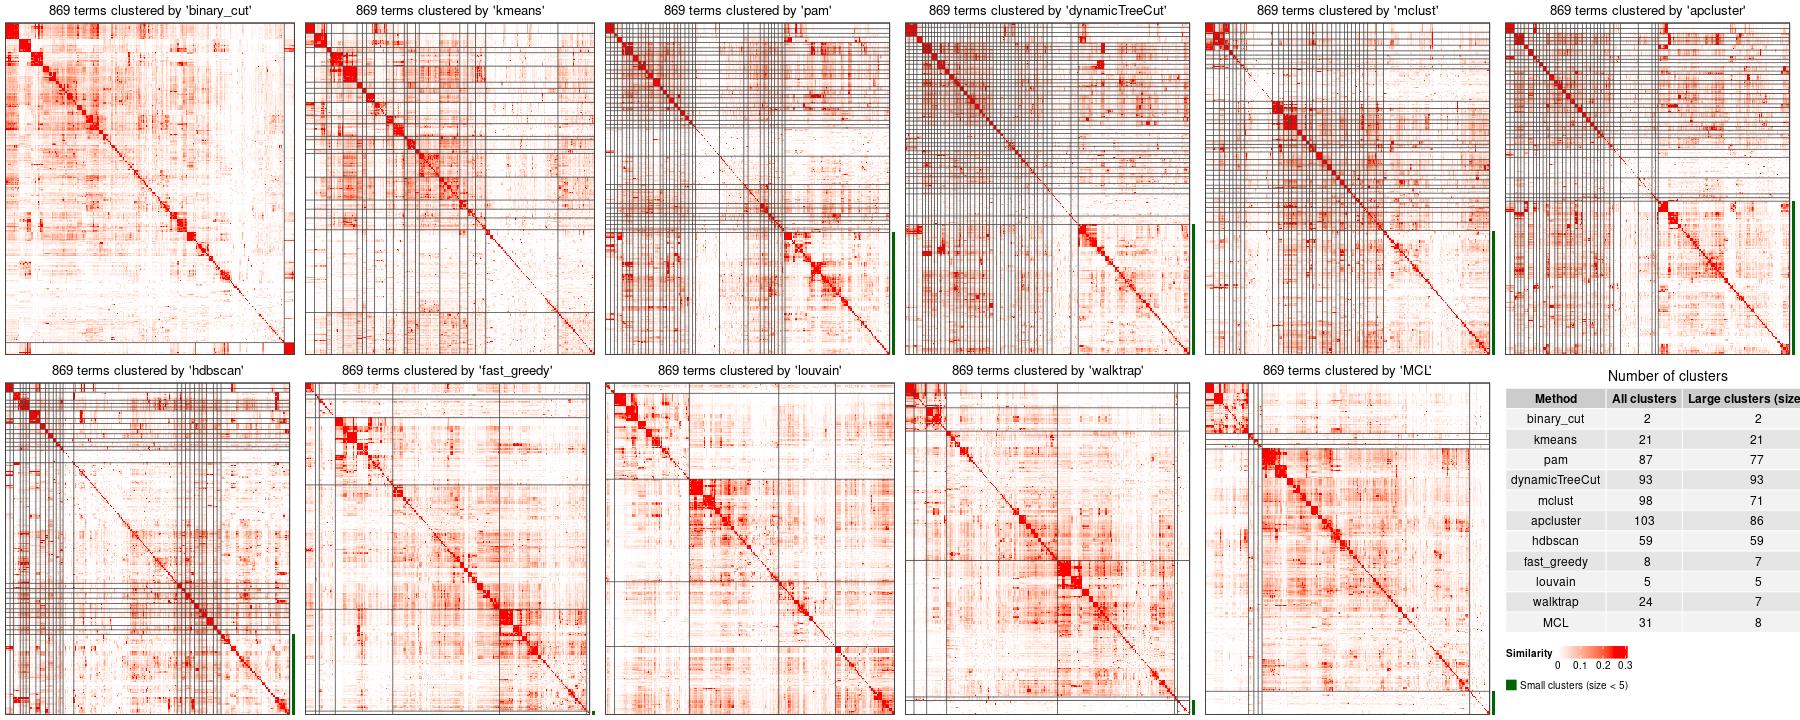 869 terms clustered by 'binary_cut'
869 terms clustered by 'kmeans'
869 terms clustered by 'pam'
869 terms clustered by 'dynamicTreeCut'
869 terms clustered by 'mclust'
869 terms clustered by 'apcluster'
869 terms clustered by 'hdbscan'
869 terms clustered by 'fast_greedy'
869 terms clustered by 'louvain'
869 terms clustered by 'walktrap'
869 terms clustered by 'MCL'
Number of clusters
Method All clusters Large clusters (size
binary_cut 2 2
kmeans 21 21
pam 87 77
dynamicTreeCut 93 93
mclust 98 71
apcluster 103 86
hdbscan 59 59
fast_greedy 8 7
louvain 5 5
walktrap 24 7
MCL 31 8
Similarity
0 0.1 0.2 0.3
Small clusters (size < 5)